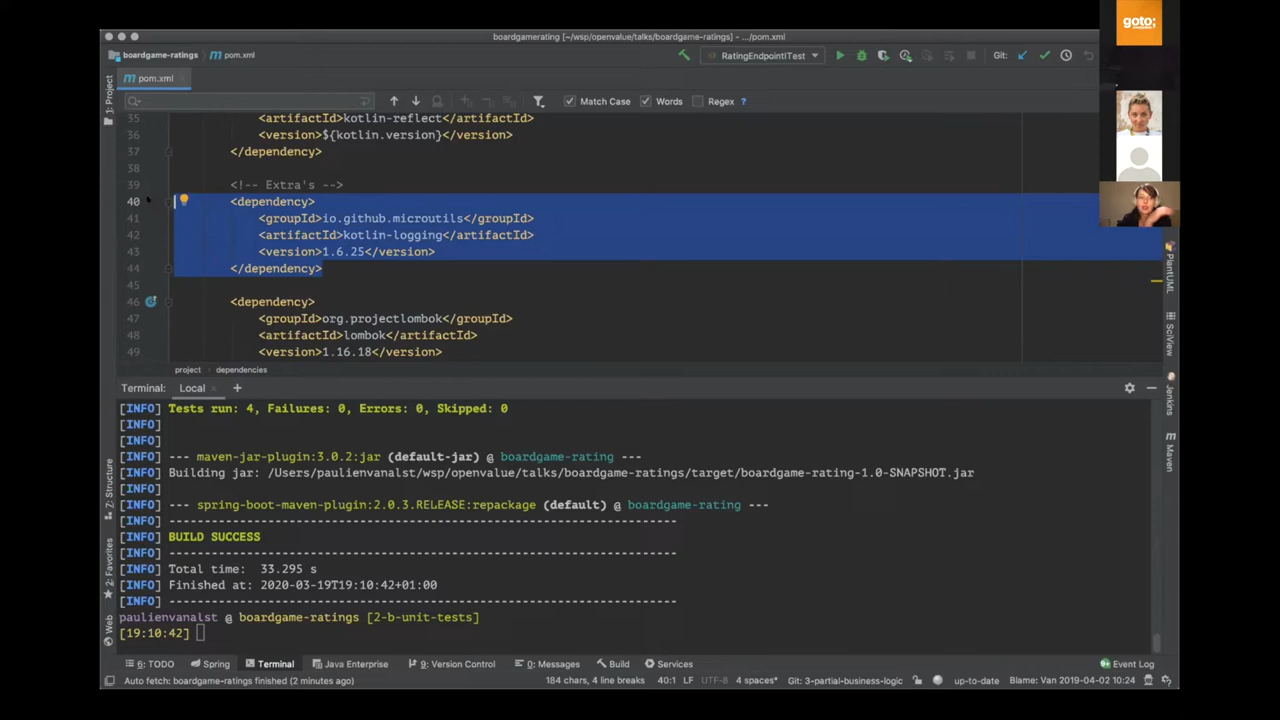 goto;
boardgamerating [~/wsp/openvalue/talks/boardgame-ratings] – .../pom.xml
boardgame-ratings
pom.xml
RatingEndpointITest
Git:
pom.xml
Match Case
Words
Regex
?
1: Project
35 <artifactId>kotlin-reflect</artifactId>
36 <version>${kotlin.version}</version>
37 </dependency>
38
39 <!-- Extra's -->
40 <dependency>
41 <groupId>io.github.microutils</groupId>
42 <artifactId>kotlin-logging</artifactId>
43 <version>1.6.25</version>
44 </dependency>
45
46 <dependency>
47 <groupId>org.projectlombok</groupId>
48 <artifactId>lombok</artifactId>
49 <version>1.16.18</version>
PlantUML
SciView
Jenkins
Maven
project
dependencies
Terminal:
Local
+
[INFO] Tests run: 4, Failures: 0, Errors: 0, Skipped: 0
[INFO]
[INFO]
[INFO] --- maven-jar-plugin:3.0.2:jar (default-jar) @ boardgame-rating ---
[INFO] Building jar: /Users/paulienvanalst/wsp/openvalue/talks/boardgame-ratings/target/boardgame-rating-1.0-SNAPSHOT.jar
[INFO]
[INFO] --- spring-boot-maven-plugin:2.0.3.RELEASE:repackage (default) @ boardgame-rating ---
[INFO] ------------------------------------------------------------------------
[INFO] BUILD SUCCESS
[INFO] ------------------------------------------------------------------------
[INFO] Total time:  33.295 s
[INFO] Finished at: 2020-03-19T19:10:42+01:00
[INFO] ------------------------------------------------------------------------
paulienvanalst @ boardgame-ratings [2-b-unit-tests]
[19:10:42]
Z: Structure
2: Favorites
Web
6: TODO
Spring
Terminal
Java Enterprise
9: Version Control
0: Messages
Build
Services
Event Log
Auto fetch: boardgame-ratings finished (2 minutes ago)
184 chars, 4 line breaks
40:1
LF
UTF-8
4 spaces
Git: 3-partial-business-logic
up-to-date
Blame: Van 2019-04-02 10:24